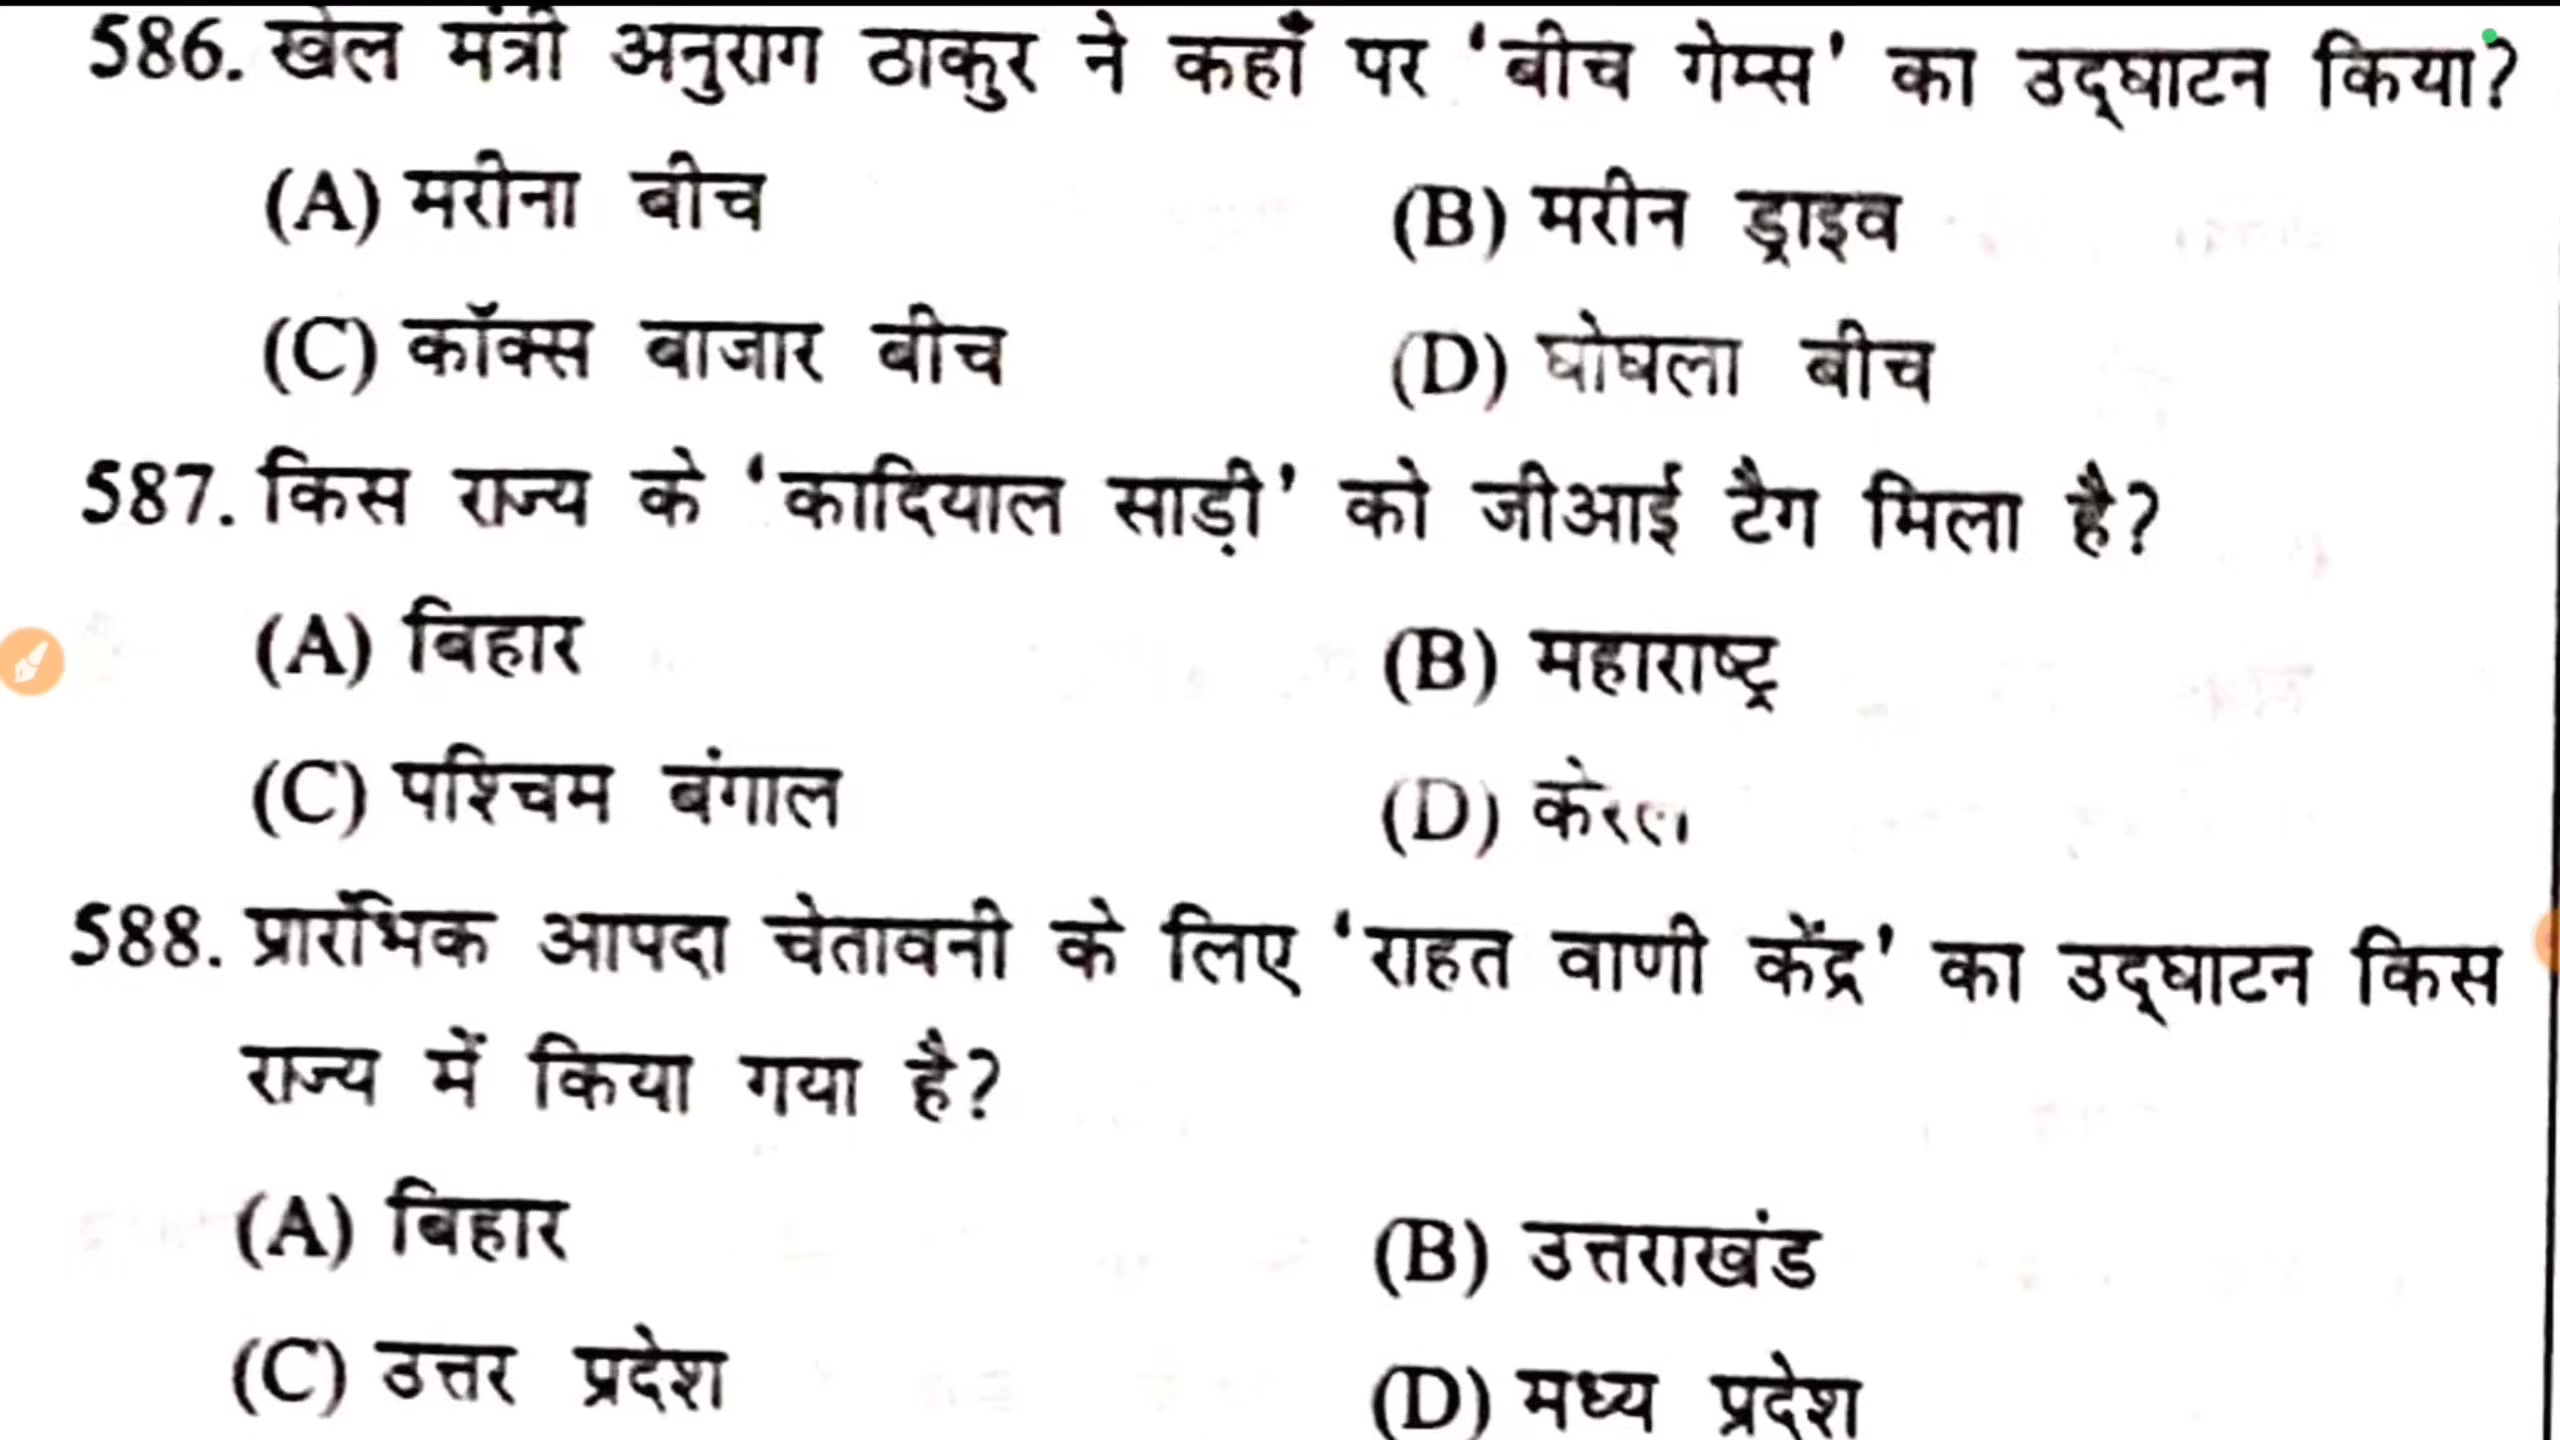 586. खेल मंत्री अनुराग ठाकुर ने कहाँ पर ‘बीच गेम्स’ का उद्घाटन किया?
(A) मरीना बीच (B) मरीन ड्राइव
(C) कॉक्स बाजार बीच (D) घोघला बीच
587. किस राज्य के ‘कादियाल साड़ी’ को जीआई टैग मिला है?
(A) बिहार (B) महाराष्ट्र
(C) पश्चिम बंगाल (D) केरल
588. प्रारंभिक आपदा चेतावनी के लिए ‘राहत वाणी केंद्र’ का उद्घाटन किस
राज्य में किया गया है?
(A) बिहार (B) उत्तराखंड
(C) उत्तर प्रदेश (D) मध्य प्रदेश